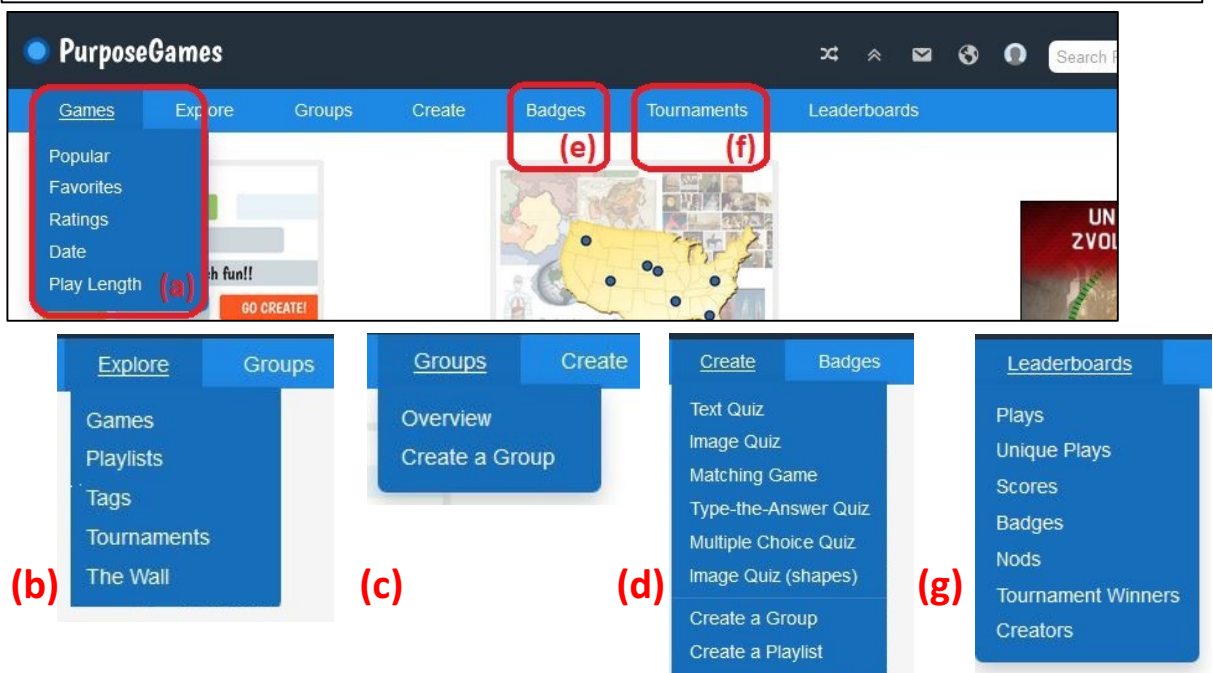 PurposeGames
Search
Games Explore Groups Create Badges Tournaments Leaderboards
(e) (f)
Popular
Favorites
Ratings
Date
Play Length (a)
fun!!
GO CREATE!
UN
ZVOL
Explore Groups
Games
Playlists
Tags
Tournaments
The Wall
(b)
Groups Create
Overview
Create a Group
(c)
Create Badges
Text Quiz
Image Quiz
Matching Game
Type-the-Answer Quiz
Multiple Choice Quiz
Image Quiz (shapes)
Create a Group
Create a Playlist
(d)
Leaderboards
Plays
Unique Plays
Scores
Badges
Nods
Tournament Winners
Creators
(g)